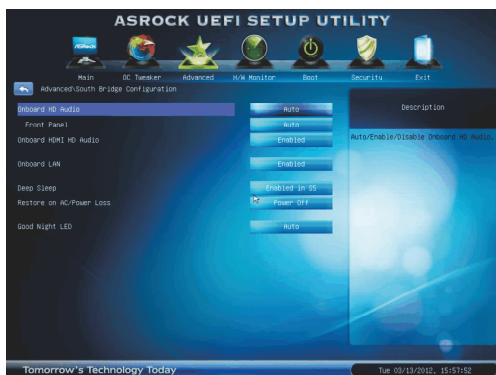 ASROCK UEFI SETUP UTILITY
ASRock
Main OC Tweaker Advanced H/W Monitor Boot Security Exit
Advanced\South Bridge Configuration
Description
Onboard HD Audio Auto
Front Panel Auto
Auto/Enable/Disable Onboard HD Audio.
Onboard HDMI HD Audio Enabled
Onboard LAN Enabled
Deep Sleep Enabled in S5
Restore on AC/Power Loss Power Off
Good Night LED Auto
Tomorrow's Technology Today Tue 03/13/2012, 15:57:52